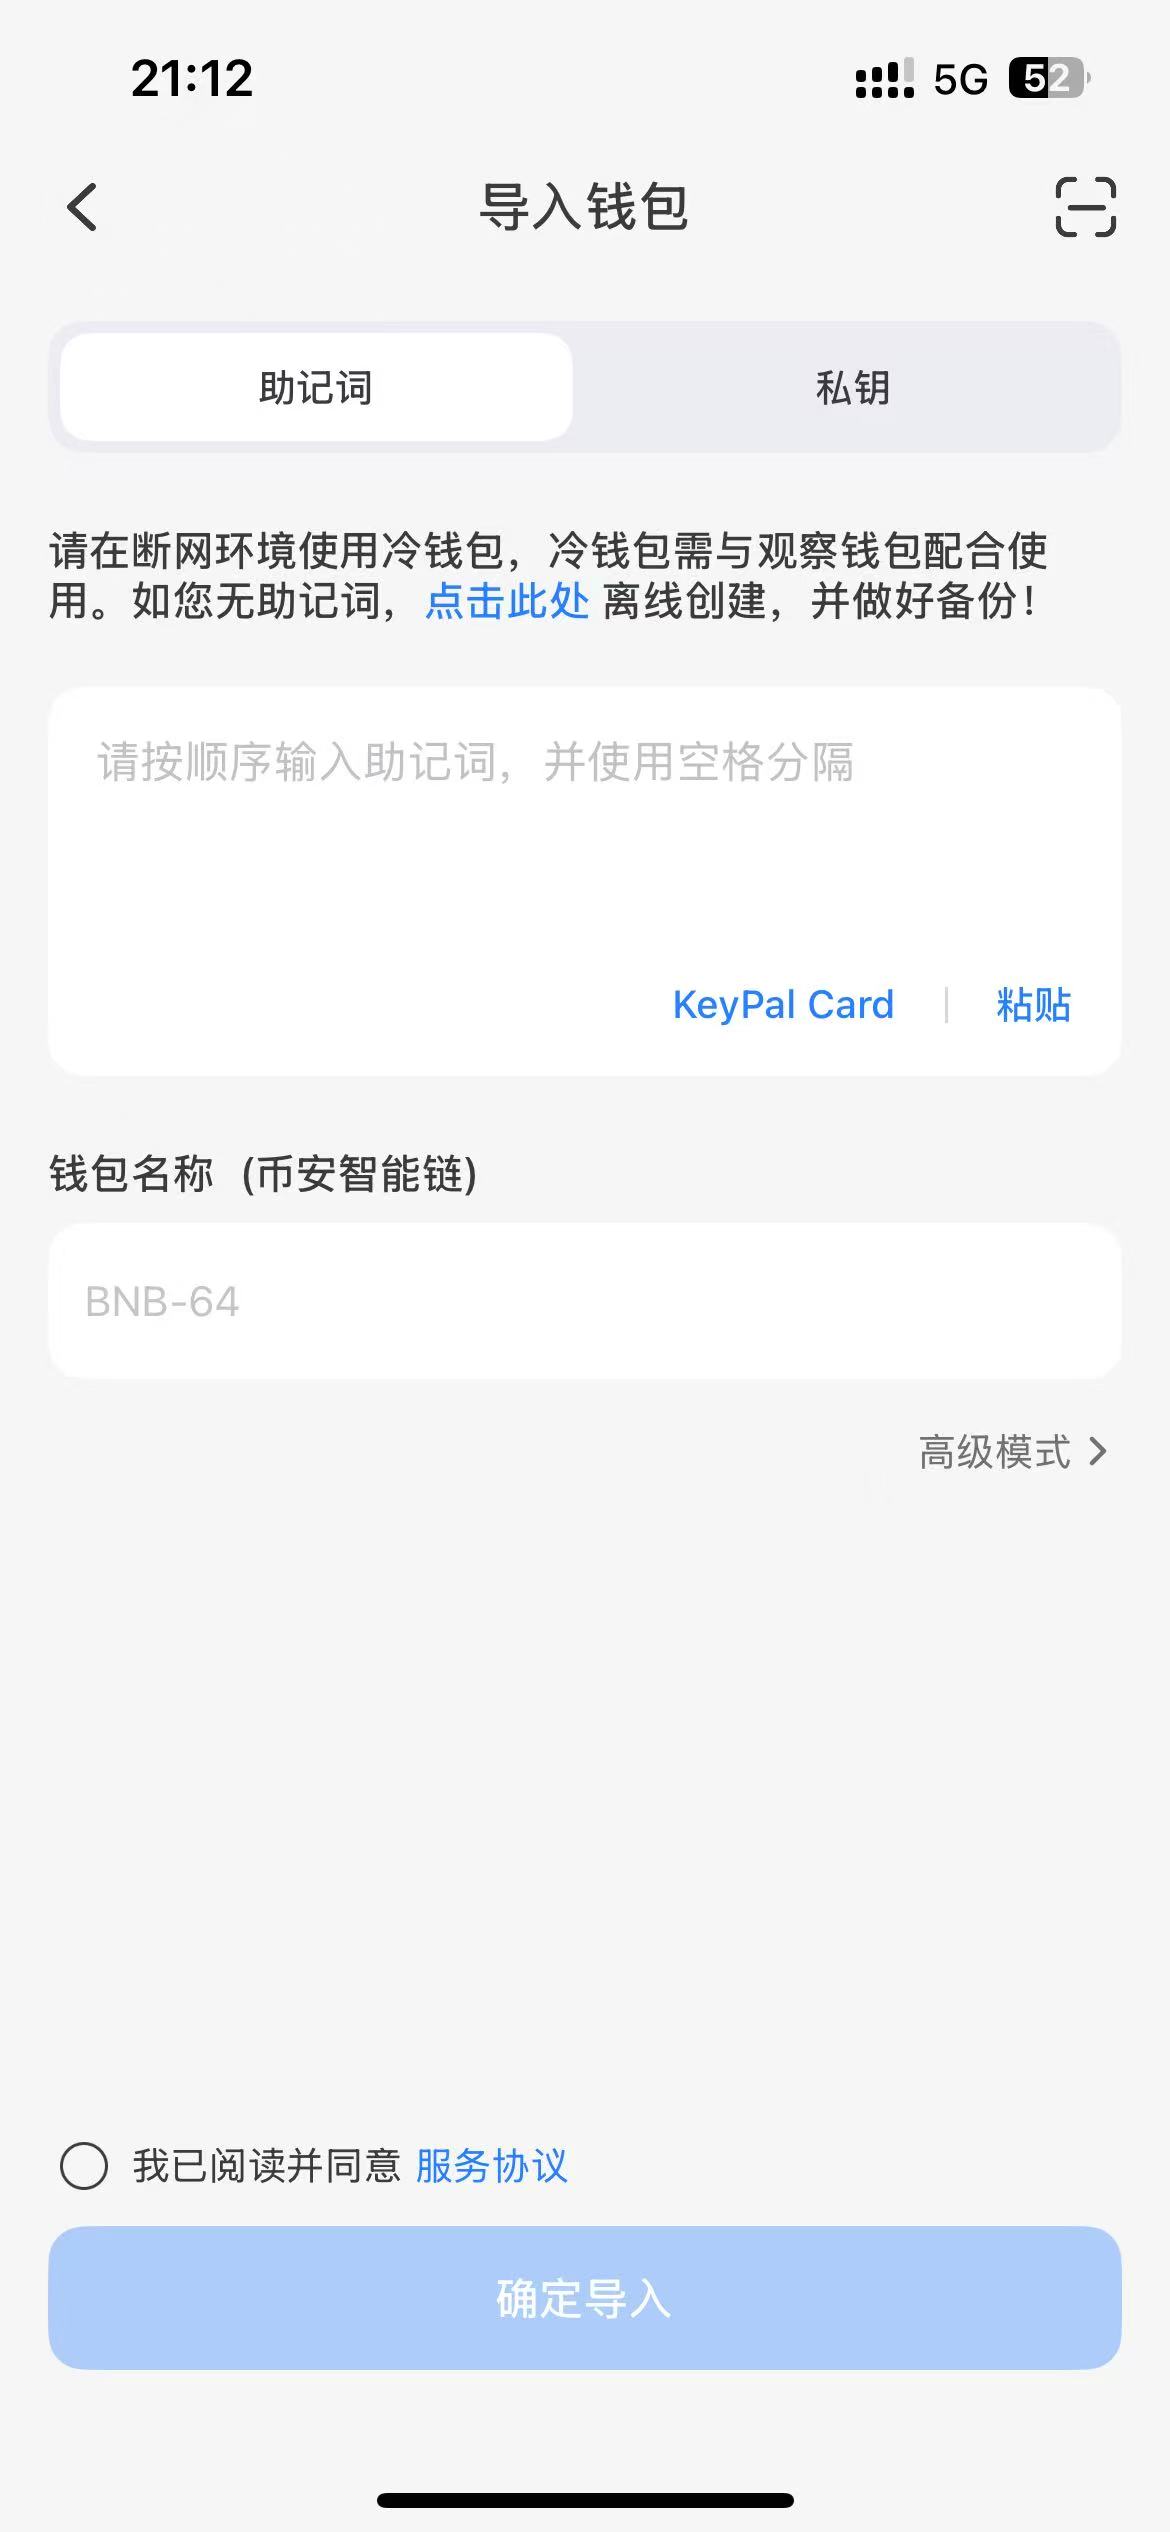 21:12
5G 52
导入钱包
助记词
私钥
请在断网环境使用冷钱包，冷钱包需与观察钱包配合使
用。如您无助记词，点击此处 离线创建，并做好备份！
请按顺序输入助记词，并使用空格分隔
KeyPal Card | 粘贴
钱包名称 (币安智能链)
BNB-64
高级模式
我已阅读并同意 服务协议
确定导入